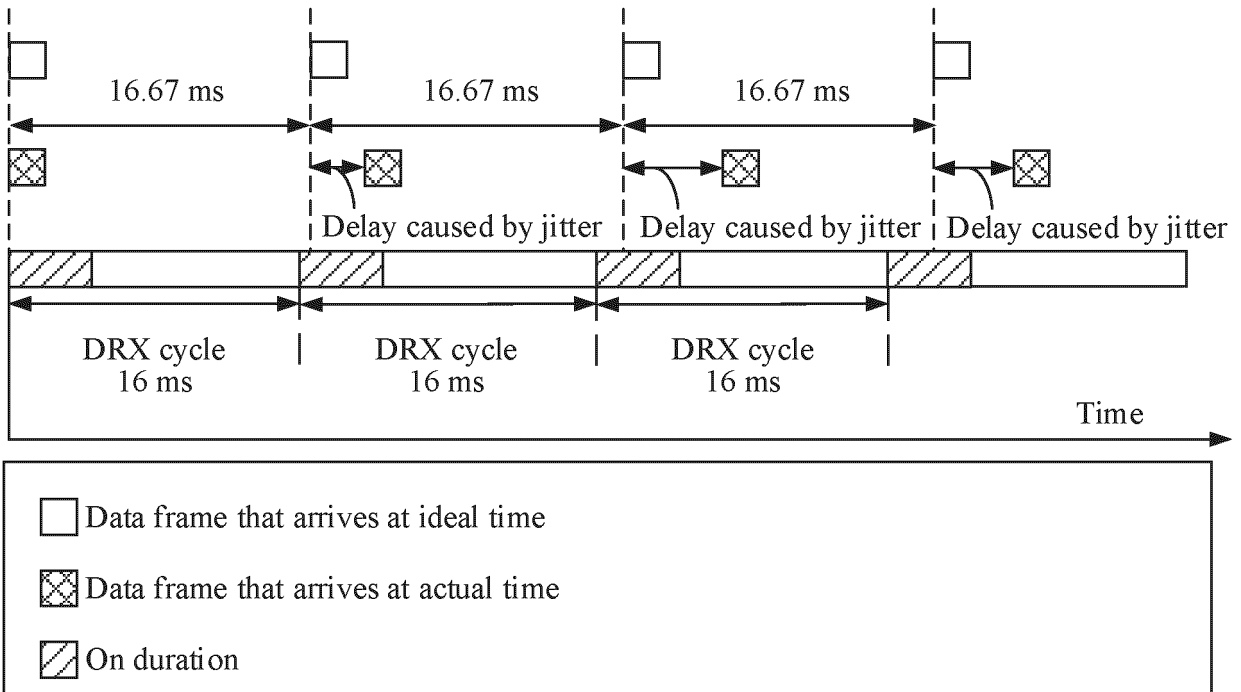 16.67 ms 16.67 ms 16.67 ms
Delay caused by jitter Delay caused by jitter Delay caused by jitter
DRX cycle
16 ms
DRX cycle
16 ms
DRX cycle
16 ms
Time
Data frame that arrives at ideal time
Data frame that arrives at actual time
On duration